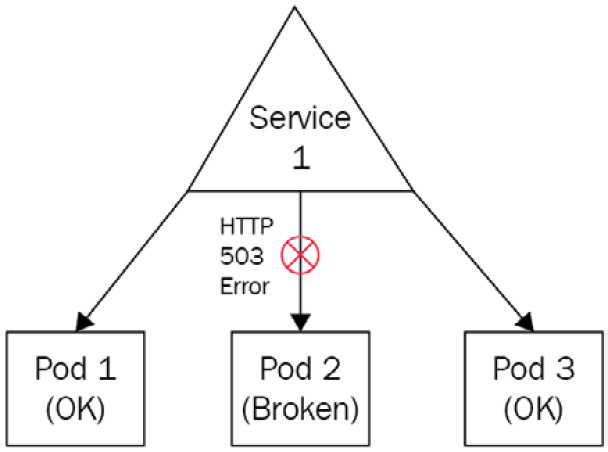 Service
1
HTTP
503
Error
Pod 1
(OK)
Pod 2
(Broken)
Pod 3
(OK)